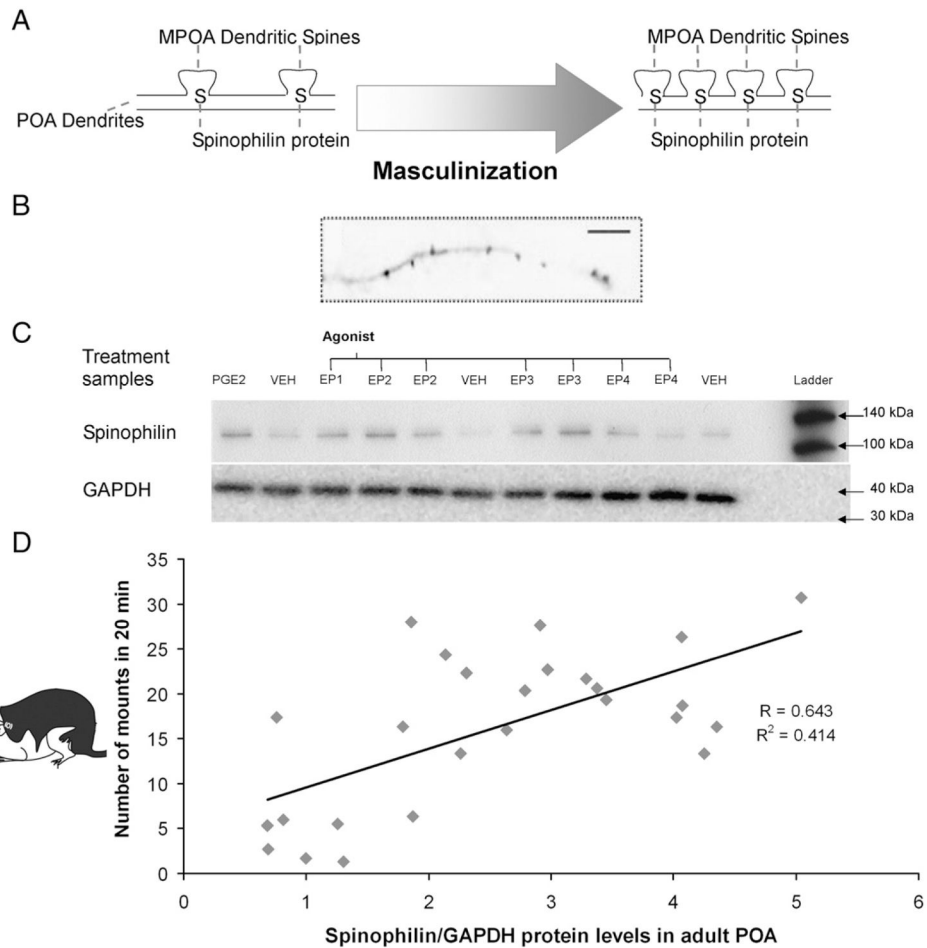 A
MPOA Dendritic Spines
MPOA Dendritic Spines
S S
S S S S
POA Dendrites
Spinophilin protein
Spinophilin protein
Masculinization
B
C
Agonist
Treatment
samples
PGE2 VEH EP1 EP2 EP2 VEH EP3 EP3 EP4 EP4 VEH Ladder
Spinophilin
140 kDa
100 kDa
GAPDH
40 kDa
30 kDa
D
Number of mounts in 20 min
35
30
25
20
15
10
5
0
R = 0.643
R² = 0.414
0 1 2 3 4 5 6
Spinophilin/GAPDH protein levels in adult POA